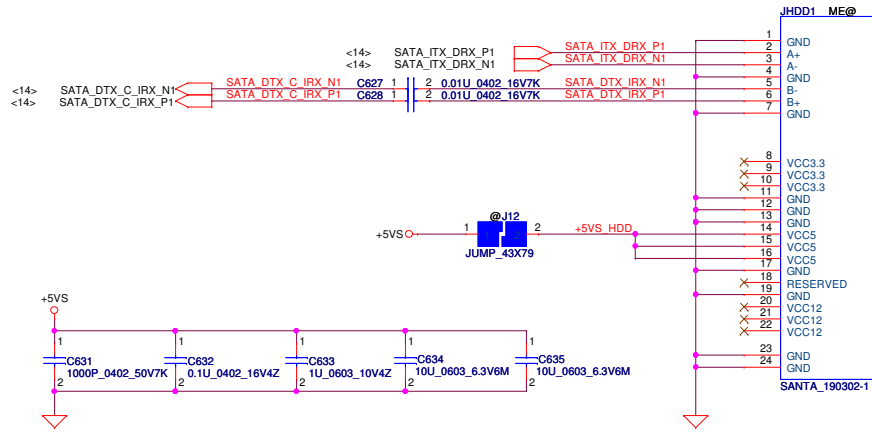 JHDD1 ME@
1 GND
<14> SATA_ITX_DRX_P1 SATA_ITX_DRX_P1 2 A+
<14> SATA_ITX_DRX_N1 SATA_ITX_DRX_N1 3 A-
4 GND
<14> SATA_DTX_C_IRX_N1 SATA_DTX_C_IRX_N1 C627 1 2 0.01U_0402_16V7K SATA_DTX_IRX_N1 5 B-
<14> SATA_DTX_C_IRX_P1 SATA_DTX_C_IRX_P1 C628 1 2 0.01U_0402_16V7K SATA_DTX_IRX_P1 6 B+
7 GND
8 VCC3.3
9 VCC3.3
10 VCC3.3
11 GND
12 GND
@J12 13 GND
+5VS 1 1 2 2 +5VS_HDD 14 VCC5
JUMP_43X79 15 VCC5
16 VCC5
17 GND
18 RESERVED
+5VS 19 GND
20 VCC12
21 VCC12
22 VCC12
1 1 1 1 1
C631 C632 C633 C634 C635
1000P_0402_50V7K 0.1U_0402_16V4Z 1U_0603_10V4Z 10U_0603_6.3V6M 10U_0603_6.3V6M
2 2 2 2 2
23 GND
24 GND
SANTA_190302-1